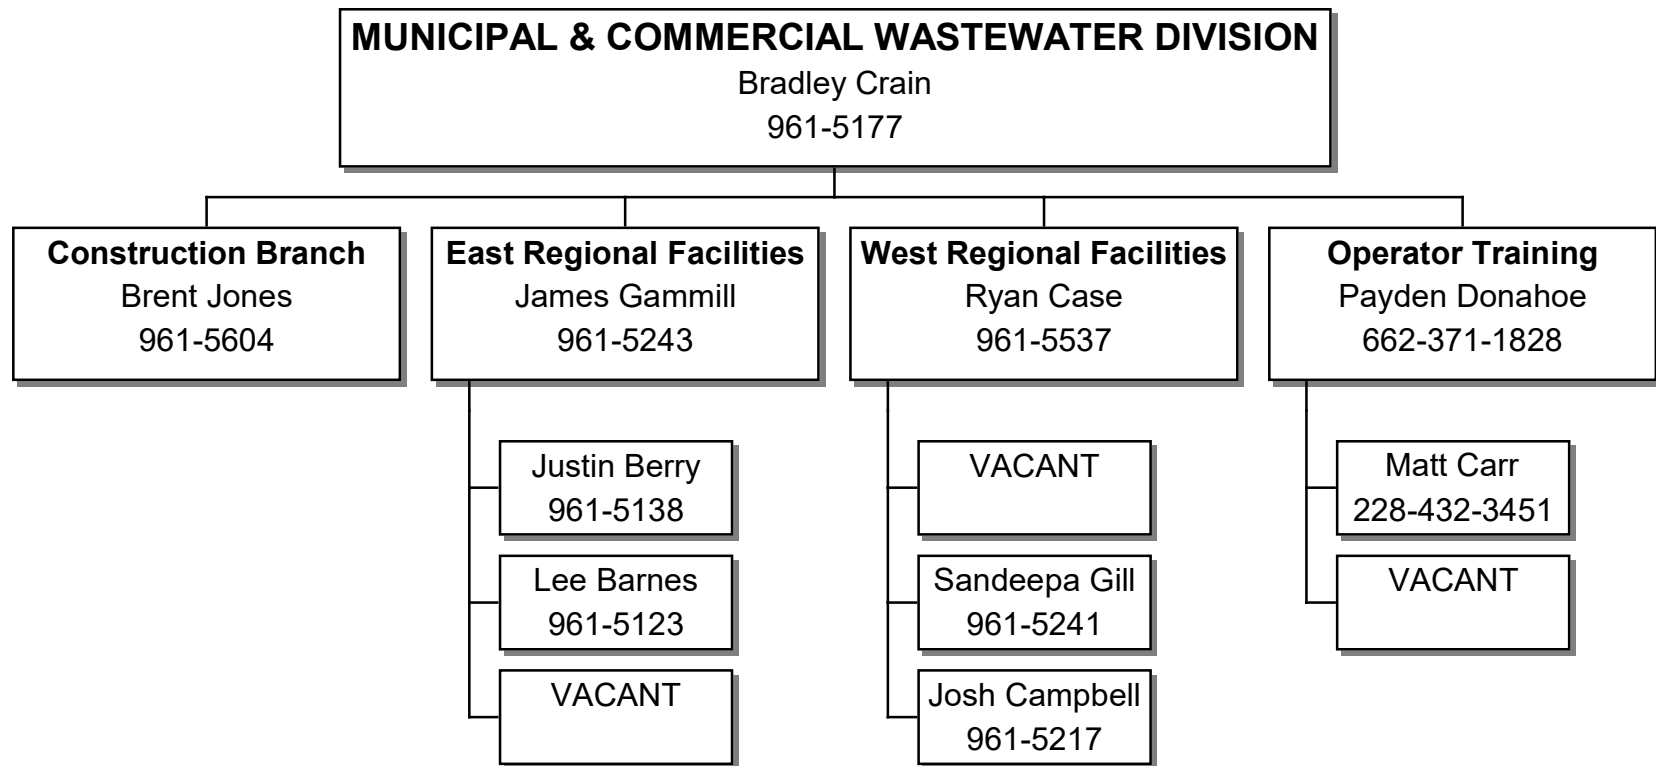 MUNICIPAL & COMMERCIAL WASTEWATER DIVISION
Bradley Crain
961-5177
Construction Branch
Brent Jones
961-5604
East Regional Facilities
James Gammill
961-5243
West Regional Facilities
Ryan Case
961-5537
Operator Training
Payden Donahoe
662-371-1828
Justin Berry
961-5138
Lee Barnes
961-5123
VACANT
VACANT
Sandeepa Gill
961-5241
Josh Campbell
961-5217
Matt Carr
228-432-3451
VACANT